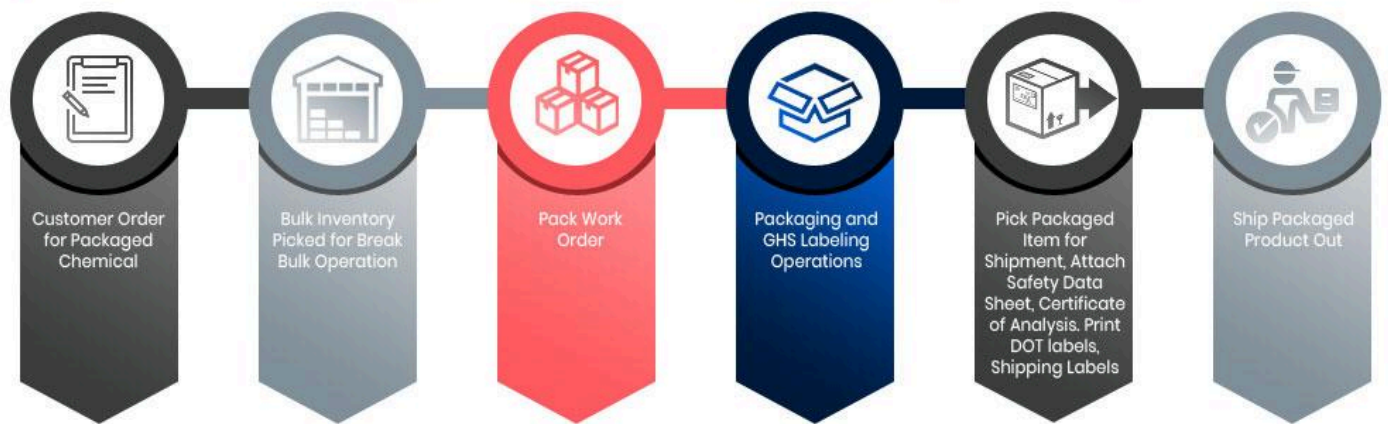 Customer Order
for Packaged
Chemical
Bulk Inventory
Picked for Break
Bulk Operation
Pack Work
Order
Packaging and
GHS Labeling
Operations
Pick Packaged
Item for
Shipment, Attach
Safety Data
Sheet, Certificate
of Analysis. Print
DOT labels,
Shipping Labels
Ship Packaged
Product Out